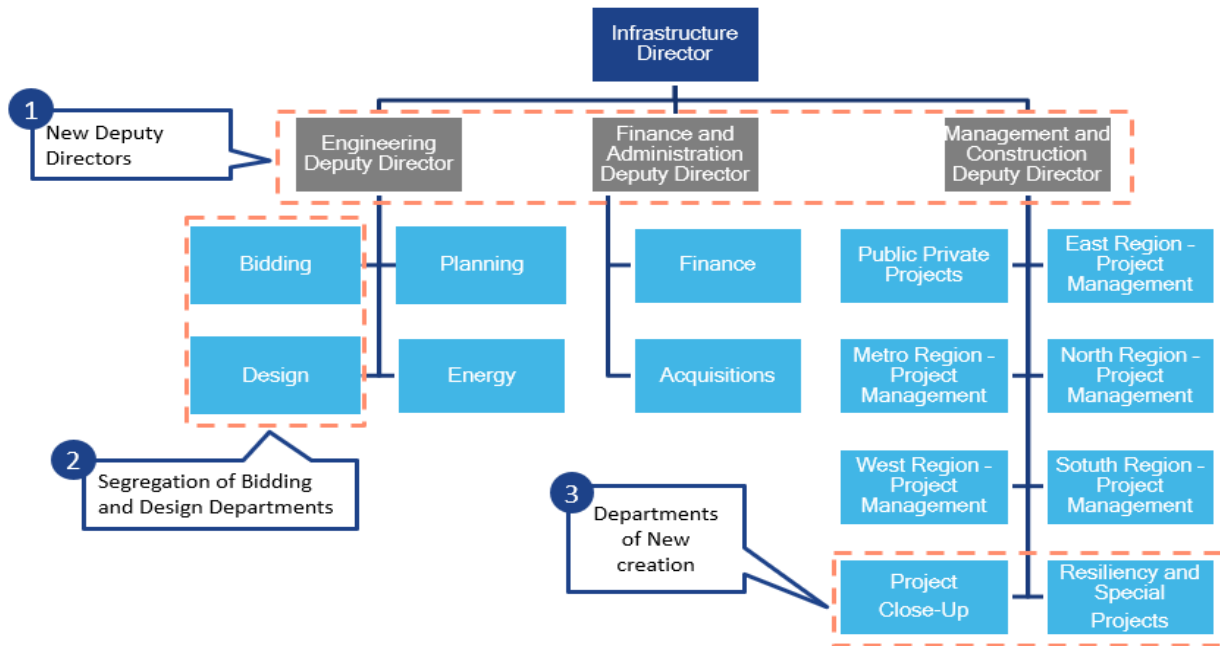 Infrastructure
Director
1
New Deputy
Directors
Engineering
Deputy Director
Finance and
Administration
Deputy Director
Management and
Construction
Deputy Director
Bidding
Planning
Finance
Public Private
Projects
East Region -
Project
Management
Design
Energy
Acquisitions
Metro Region -
Project
Management
North Region -
Project
Management
2
Segregation of Bidding
and Design Departments
West Region -
Project
Management
Sotuth Region -
Project
Management
3
Departments
of New
creation
Project
Close-Up
Resiliency and
Special
Projects